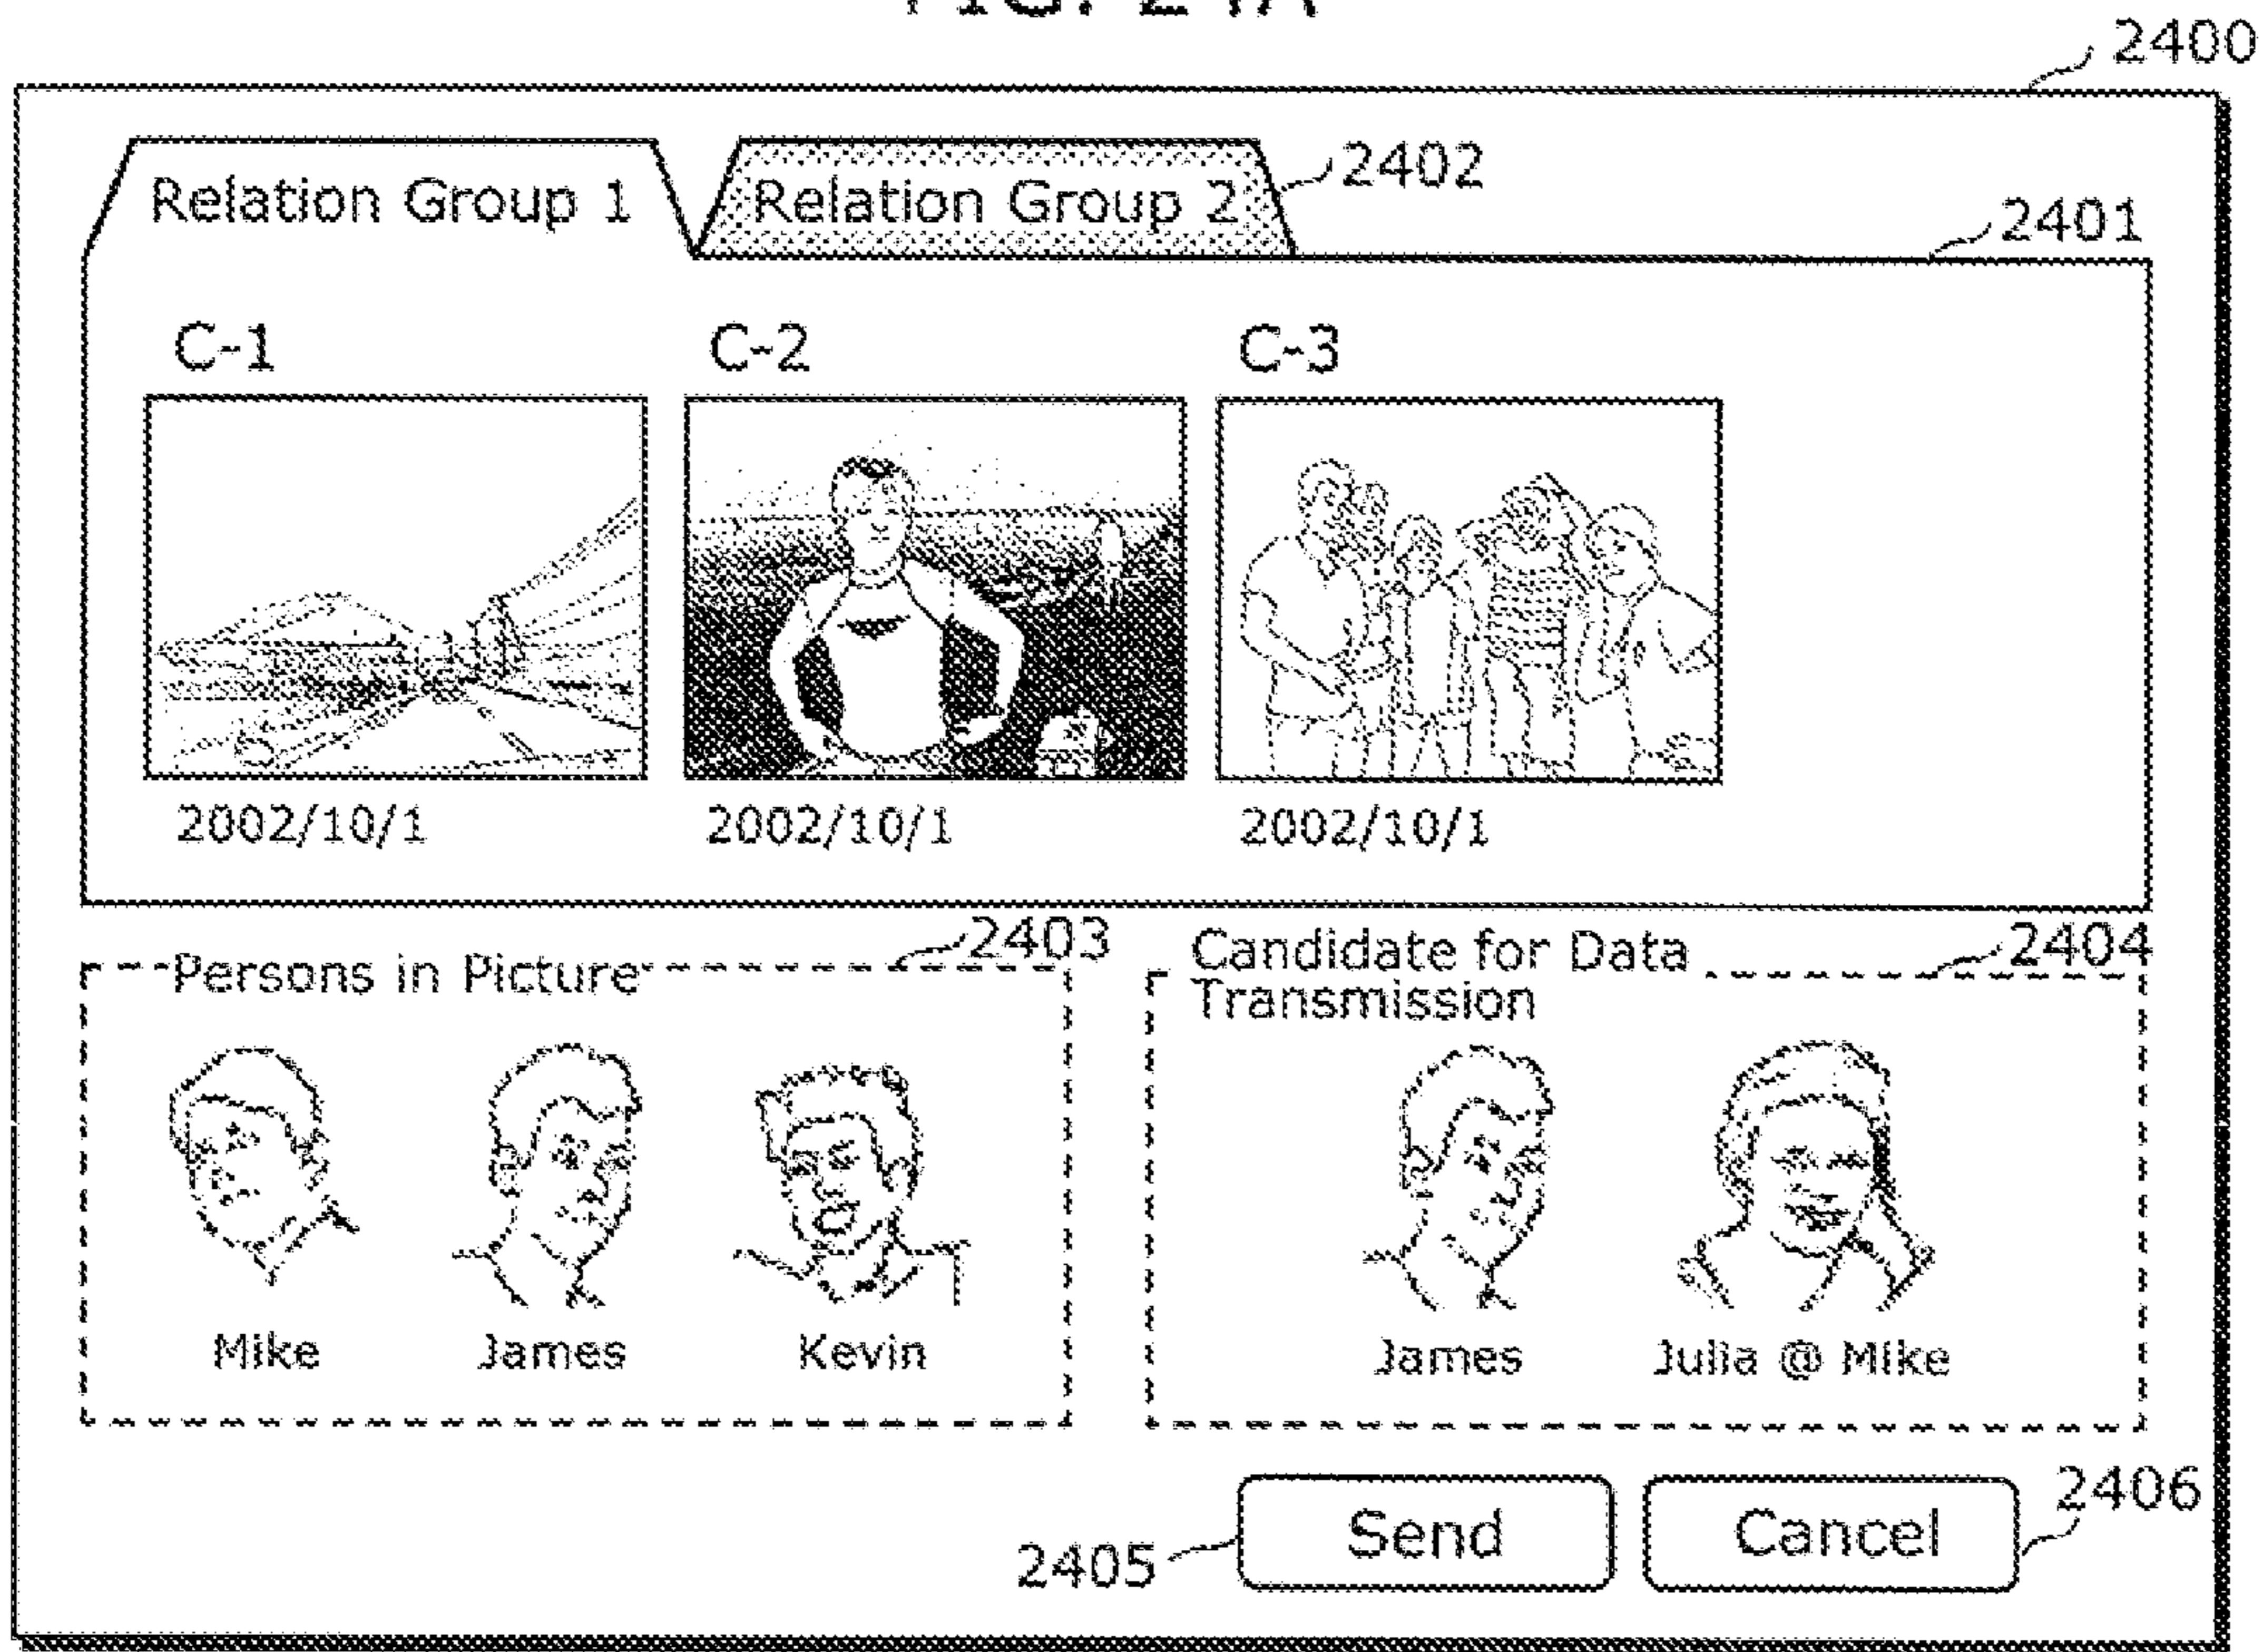 FIG. 24A
2400
Relation Group 1
Relation Group 2
2402
2401
C-1
C-2
C-3
2002/10/1
2002/10/1
2002/10/1
Persons in Picture
2403
Candidate for Data
Transmission
2404
Mike
James
Kevin
James
Julia @ Mike
Send
Cancel
2405
2406